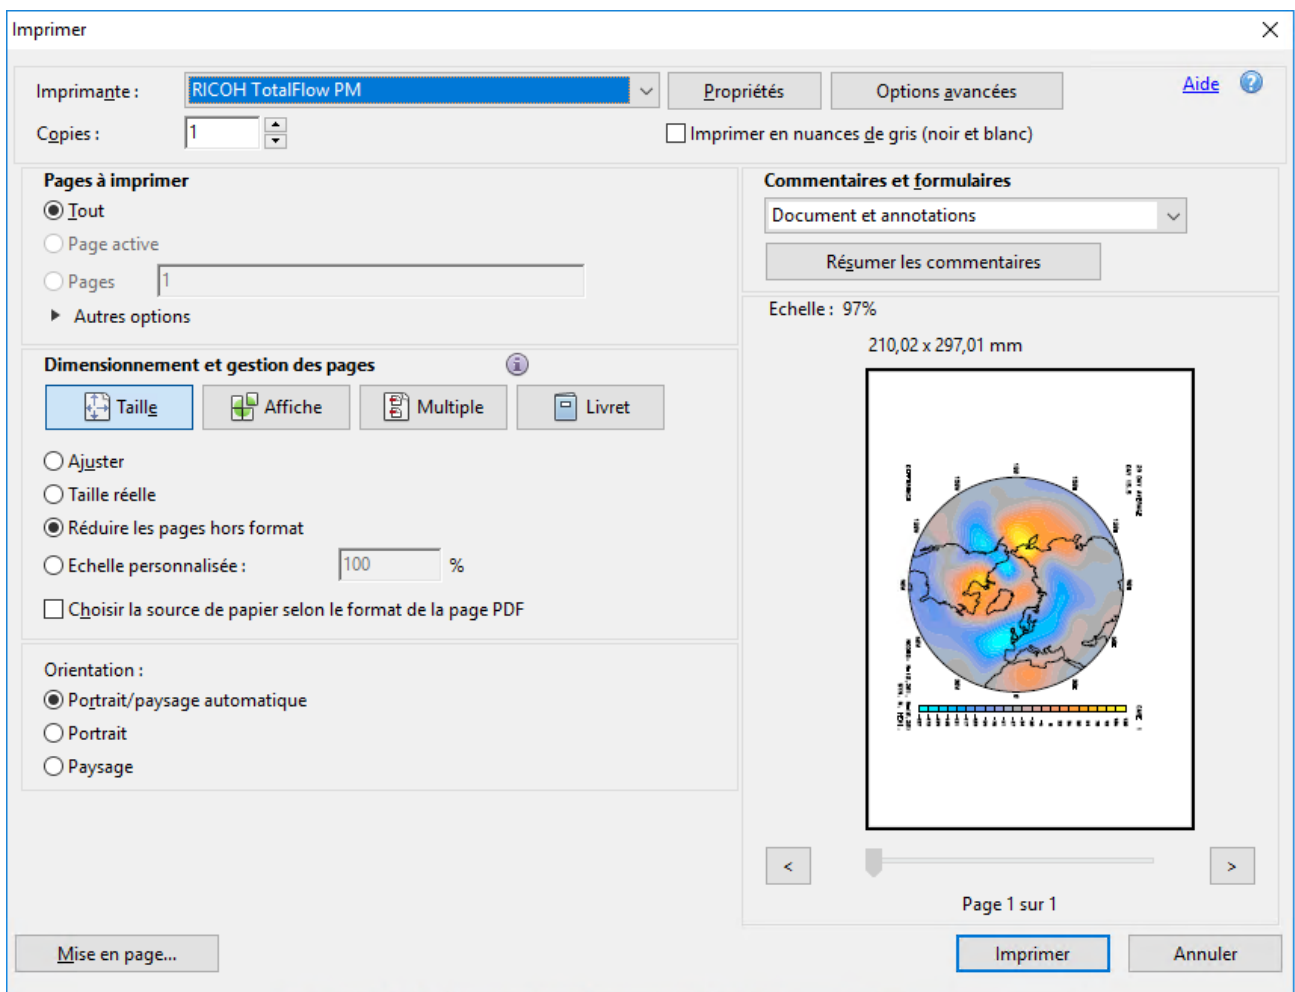 Imprimer
Imprimante : RICOH TotalFlow PM Propriétés Options avancées Aide
Copies : 1 Imprimer en nuances de gris (noir et blanc)
Pages à imprimer
Tout
Page active
Pages 1
Autres options
Dimensionnement et gestion des pages
Taille Affiche Multiple Livret
Ajuster
Taille réelle
Réduire les pages hors format
Echelle personnalisée : 100 %
Choisir la source de papier selon le format de la page PDF
Orientation :
Portrait/paysage automatique
Portrait
Paysage
Commentaires et formulaires
Document et annotations
Résumer les commentaires
Echelle : 97%
210,02 x 297,01 mm
< >
Page 1 sur 1
Mise en page... Imprimer Annuler